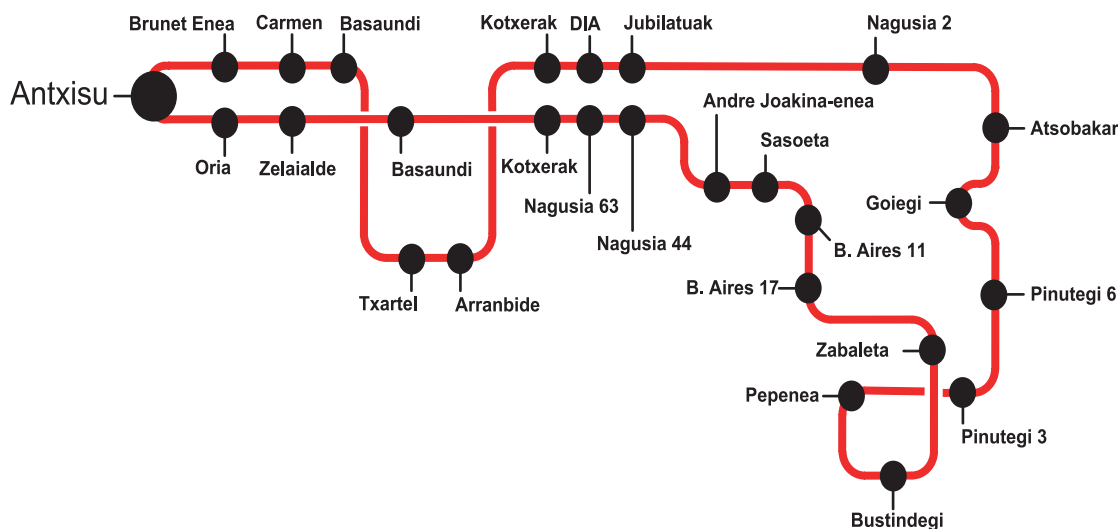 Brunet Enea
Carmen
Basaundi
Kotxerak
DIA
Jubilatuak
Nagusia 2
Antxisu
Andre Joakina-enea
Atsobakar
Sasoeta
Oria
Zelaialde
Basaundi
Kotxerak
Nagusia 63
Nagusia 44
Goiegi
B. Aires 11
B. Aires 17
Txartel
Arranbide
Pinutegi 6
Zabaleta
Pepenea
Pinutegi 3
Bustindegi